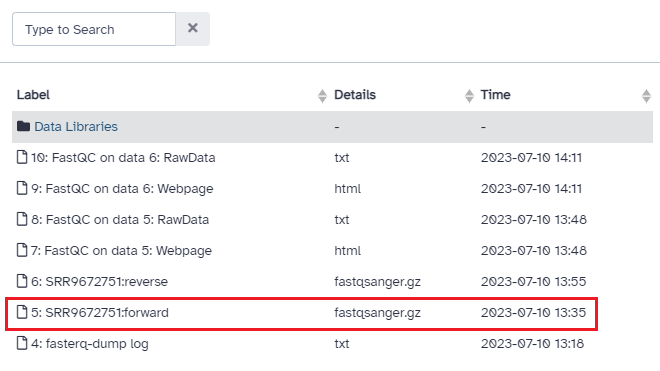 Type to Search ×
Label Details Time
Data Libraries - -
10: FastQC on data 6: RawData txt 2023-07-10 14:11
9: FastQC on data 6: Webpage html 2023-07-10 14:11
8: FastQC on data 5: RawData txt 2023-07-10 13:48
7: FastQC on data 5: Webpage html 2023-07-10 13:48
6: SRR9672751:reverse fastqsanger.gz 2023-07-10 13:55
5: SRR9672751:forward fastqsanger.gz 2023-07-10 13:35
4: fasterq-dump log txt 2023-07-10 13:18